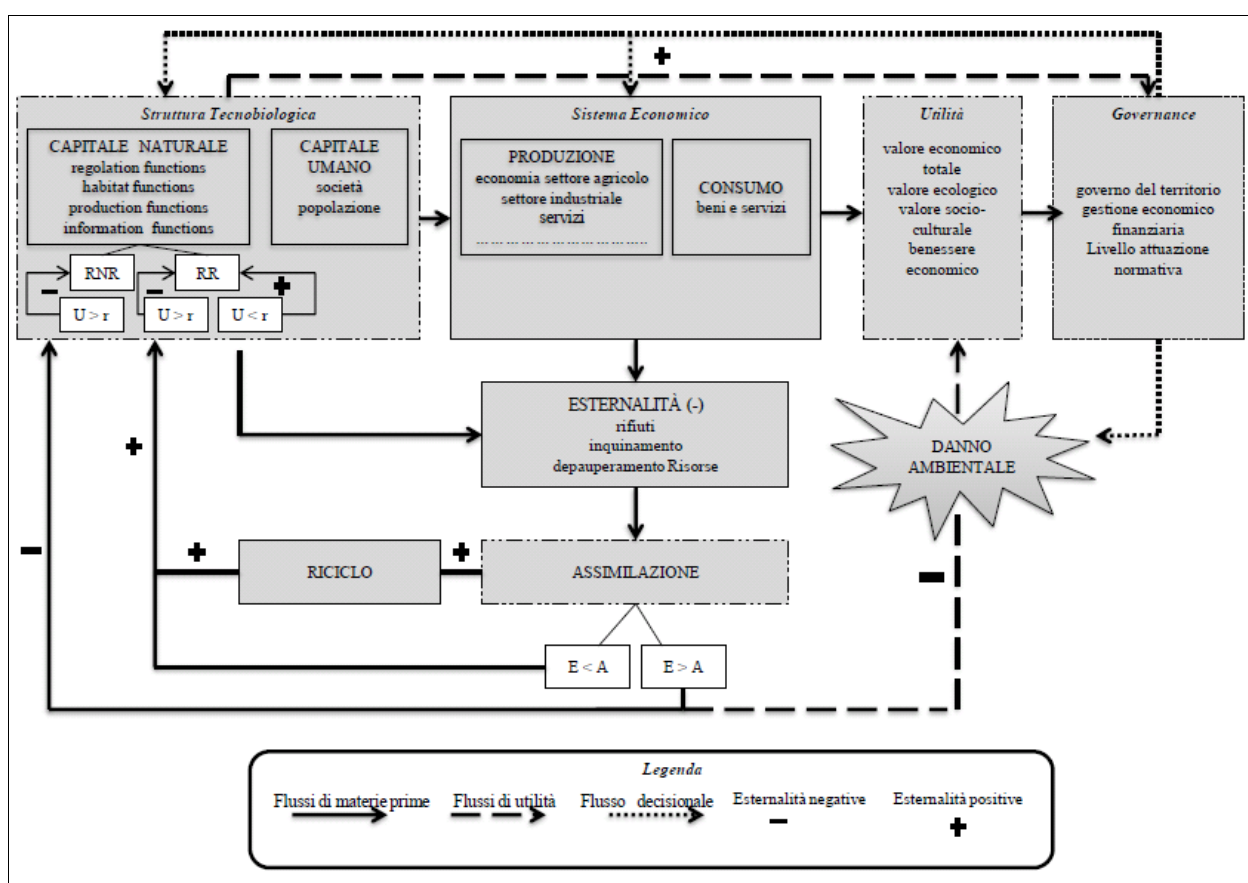 Struttura Tecnobiologica
CAPITALE NATURALE
regolation functions
habitat functions
production functions
information functions
CAPITALE
UMANO
società
popolazione
RNR
RR
U > r
U > r
U < r
Sistema Economico
PRODUZIONE
economia settore agricolo
settore industriale
servizi
………………………………..
CONSUMO
beni e servizi
Utilità
valore economico
totale
valore ecologico
valore socio-
culturale
benessere
economico
Governance
governo del territorio
gestione economico
finanziaria
Livello attuazione
normativa
ESTERNALITÀ (-)
rifiuti
inquinamento
depauperamento Risorse
DANNO
AMBIENTALE
RICICLO
ASSIMILAZIONE
E < A
E > A
Legenda
Flussi di materie prime
Flussi di utilità
Flusso decisionale
Esternalità negative
Esternalità positive